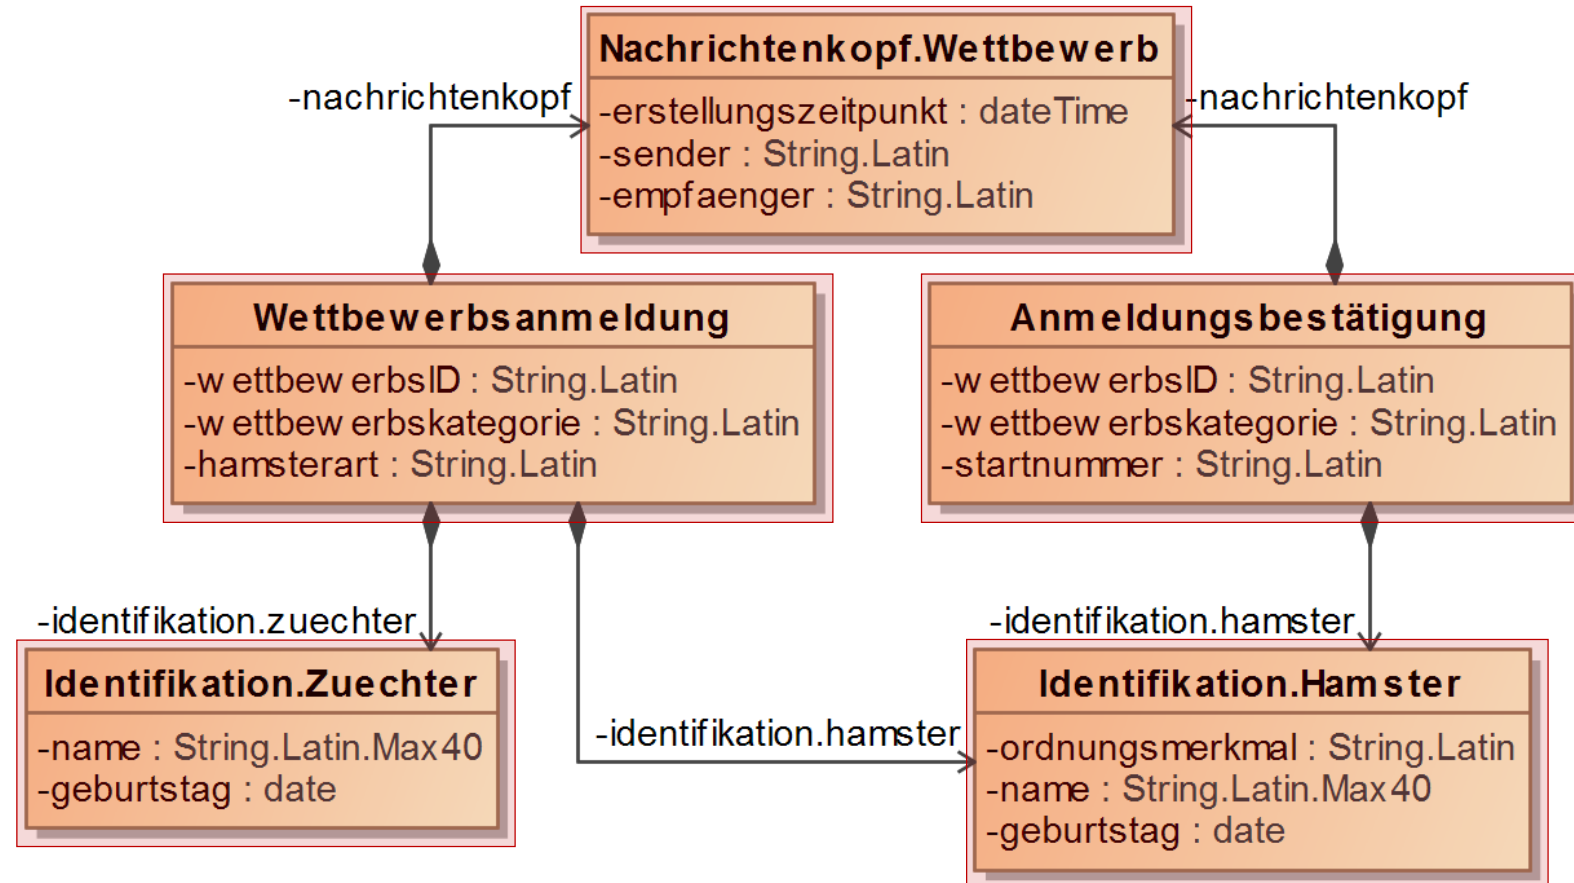 Nachrichtenkopf.Wettbewerb
-nachrichtenkopf
-erstellungszeitpunkt : dateTime
-sender : String.Latin
-empfaenger : String.Latin
-nachrichtenkopf
Wettbewerbsanmeldung
-wettbewerbsID : String.Latin
-wettbewerbskategorie : String.Latin
-hamsterart : String.Latin
Anmeldungsbestätigung
-wettbewerbsID : String.Latin
-wettbewerbskategorie : String.Latin
-startnummer : String.Latin
-identifikation.zuechter
-identifikation.hamster
Identifikation.Zuechter
-name : String.Latin.Max40
-geburtstag : date
-identifikation.hamster
Identifikation.Hamster
-ordnungsmerkmal : String.Latin
-name : String.Latin.Max40
-geburtstag : date